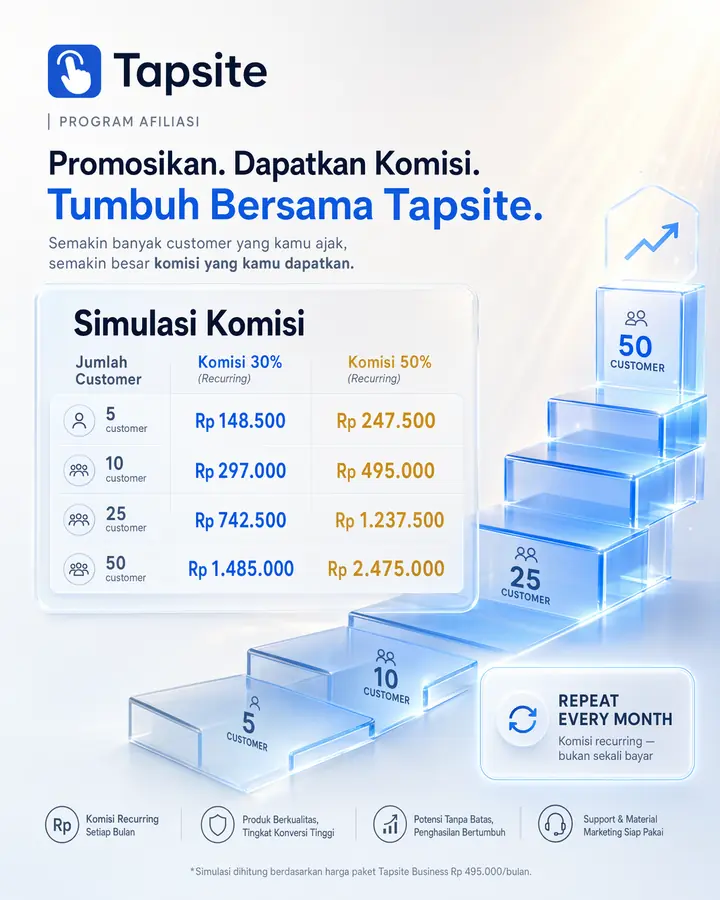 Tapsite
PROGRAM AFILIASI
Promosikan. Dapatkan Komisi.
Tumbuh Bersama Tapsite.
Semakin banyak customer yang kamu ajak,
semakin besar komisi yang kamu dapatkan.
Simulasi Komisi
Jumlah
Customer
Komisi 30%
(Recurring)
Komisi 50%
(Recurring)
5
customer
Rp 148.500
Rp 247.500
10
customer
Rp 297.000
Rp 495.000
25
customer
Rp 742.500
Rp 1.237.500
50
customer
Rp 1.485.000
Rp 2.475.000
50
CUSTOMER
25
CUSTOMER
10
CUSTOMER
5
CUSTOMER
REPEAT
EVERY MONTH
Komisi recurring —
bukan sekali bayar
Rp
Komisi Recurring
Setiap Bulan
Produk Berkualitas,
Tingkat Konversi Tinggi
Potensi Tanpa Batas,
Penghasilan Bertumbuh
Support & Material
Marketing Siap Pakai
*Simulasi dihitung berdasarkan harga paket Tapsite Business Rp 495.000/bulan.